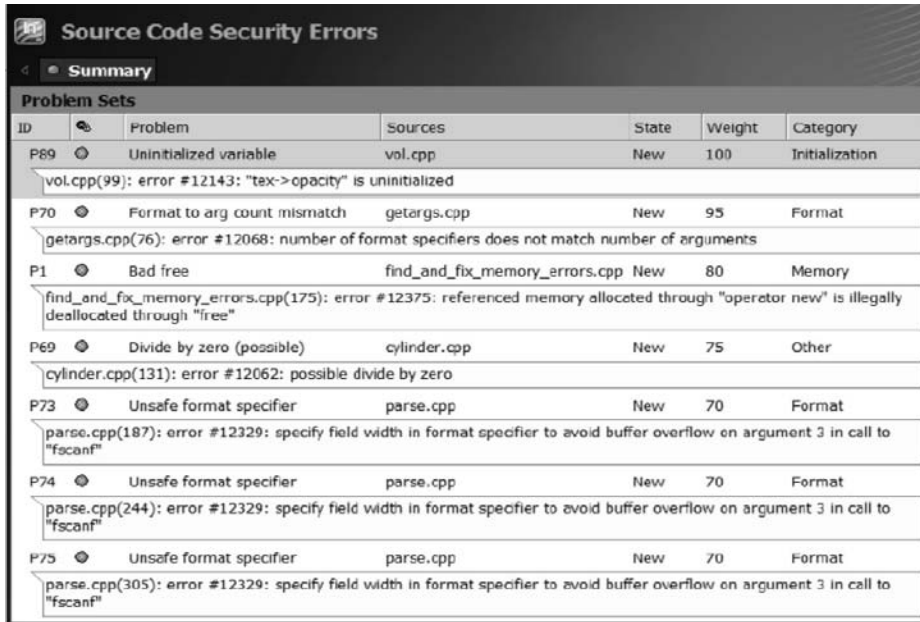 Source Code Security Errors
Summary
Problem Sets
ID Problem Sources State Weight Category
P89 Uninitialized variable vol.cpp New 100 Initialization
vol.cpp(99): error #12143: "tex->opacity" is uninitialized
P70 Format to arg count mismatch getargs.cpp New 95 Format
getargs.cpp(76): error #12068: number of format specifiers does not match number of arguments
P1 Bad free find_and_fix_memory_errors.cpp New 80 Memory
find_and_fix_memory_errors.cpp(175): error #12375: referenced memory allocated through "operator new" is illegally
deallocated through "free"
P69 Divide by zero (possible) cylinder.cpp New 75 Other
cylinder.cpp(131): error #12062: possible divide by zero
P73 Unsafe format specifier parse.cpp New 70 Format
parse.cpp(187): error #12329: specify field width in format specifier to avoid buffer overflow on argument 3 in call to
"fscanf"
P74 Unsafe format specifier parse.cpp New 70 Format
parse.cpp(244): error #12329: specify field width in format specifier to avoid buffer overflow on argument 3 in call to
"fscanf"
P75 Unsafe format specifier parse.cpp New 70 Format
parse.cpp(305): error #12329: specify field width in format specifier to avoid buffer overflow on argument 3 in call to
"fscanf"